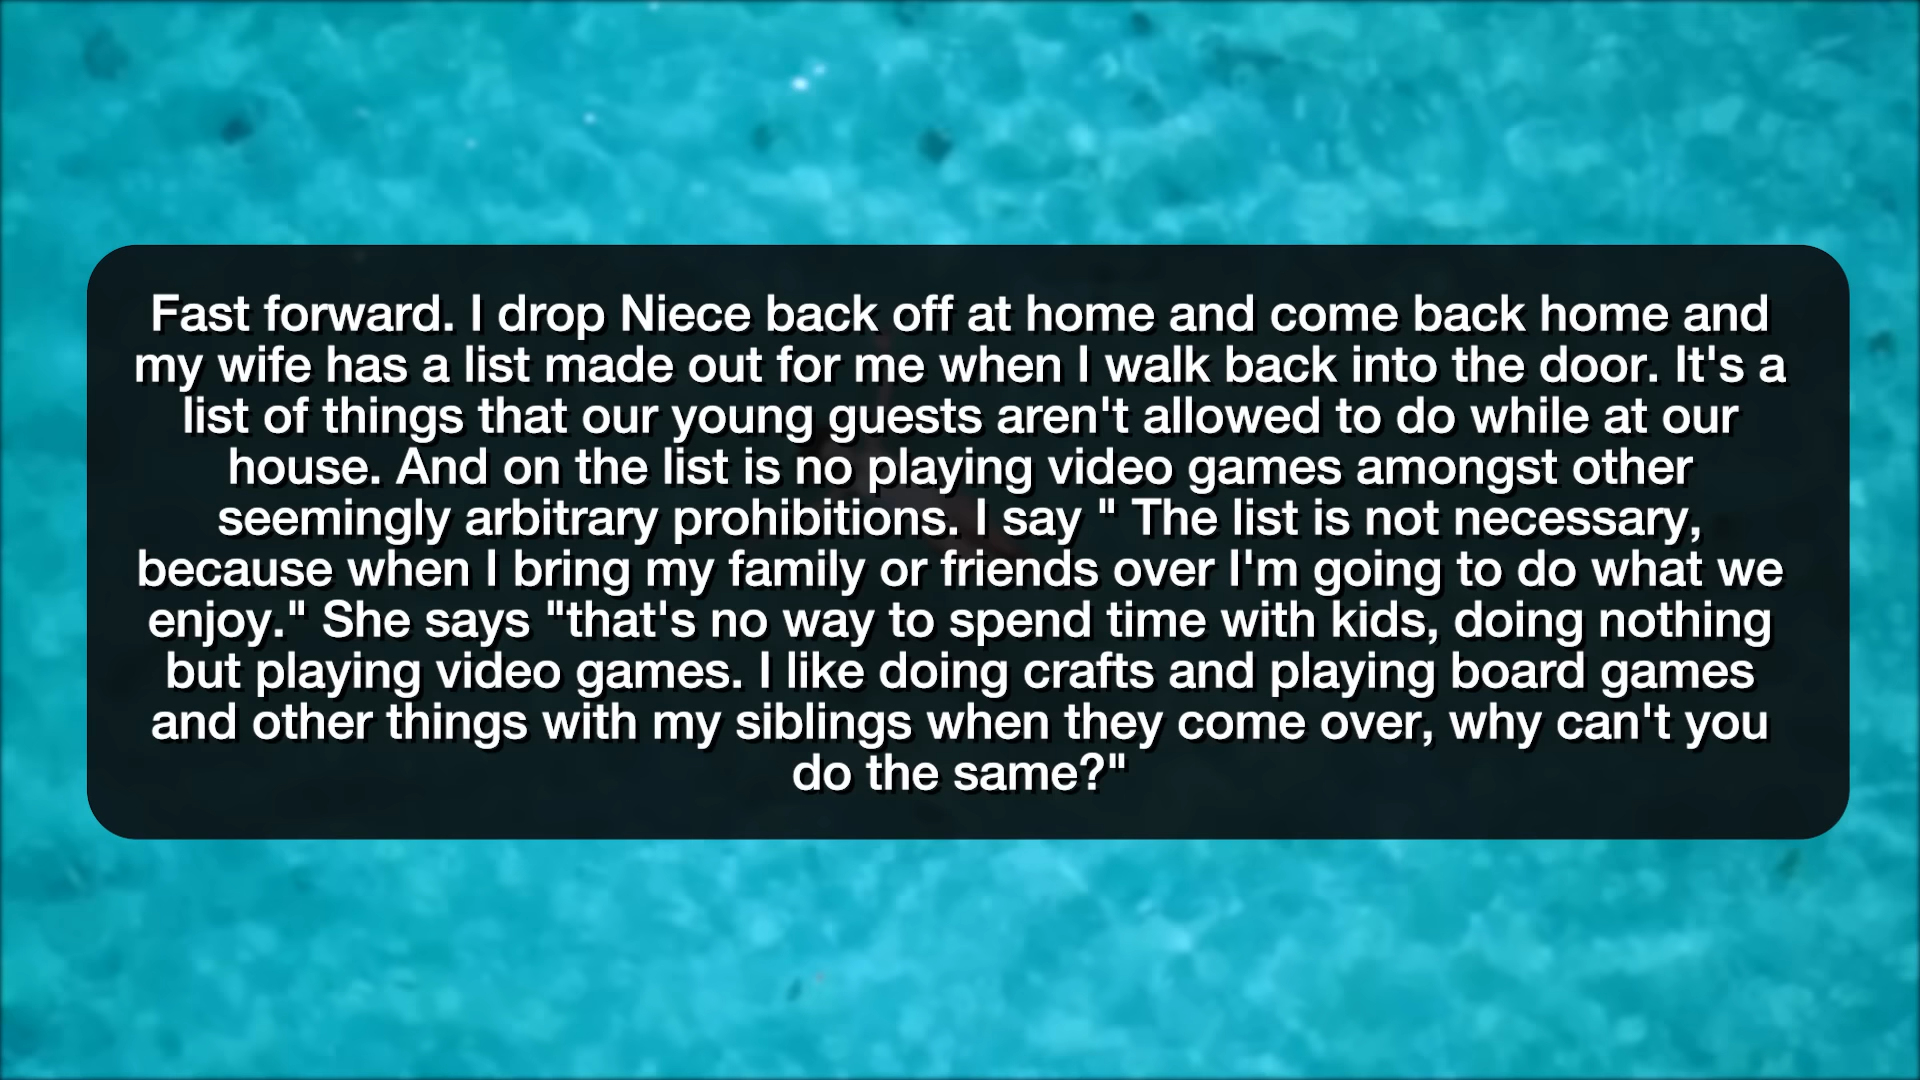 Fast forward. I drop Niece back off at home and come back home and
my wife has a list made out for me when I walk back into the door. It's a
list of things that our young guests aren't allowed to do while at our
house. And on the list is no playing video games amongst other
seemingly arbitrary prohibitions. I say " The list is not necessary,
because when I bring my family or friends over I'm going to do what we
enjoy." She says "that's no way to spend time with kids, doing nothing
but playing video games. I like doing crafts and playing board games
and other things with my siblings when they come over, why can't you
do the same?"